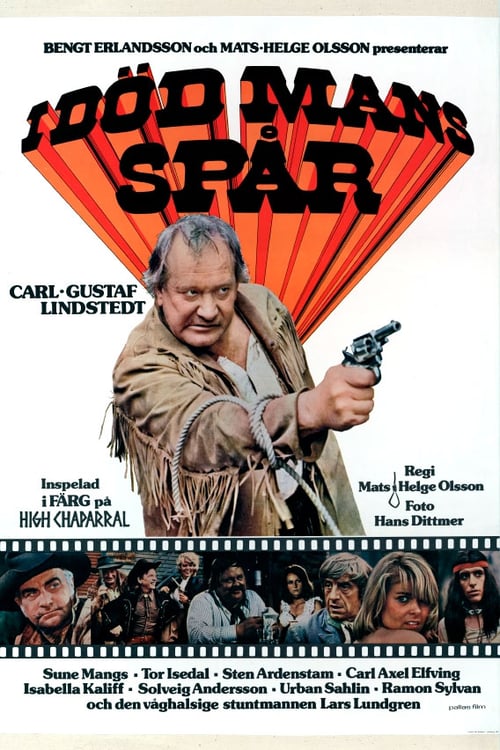 BENGT ERLANDSSON och MATS-HELGE OLSSON presenterar
I DÖD MANS
SPÅR
CARL-GUSTAF
LINDSTEDT
Inspelad
i FÄRG på
HIGH CHAPARRAL
Regi
Mats Helge Olsson
Foto
Hans Dittmer
Sune Mangs · Tor Isedal · Sten Ardenstam · Carl Axel Elfving
Isabella Kaliff · Solveig Andersson · Urban Sahlin · Ramon Sylvan
och den våghalsige stuntmannen Lars Lundgren
pallas film